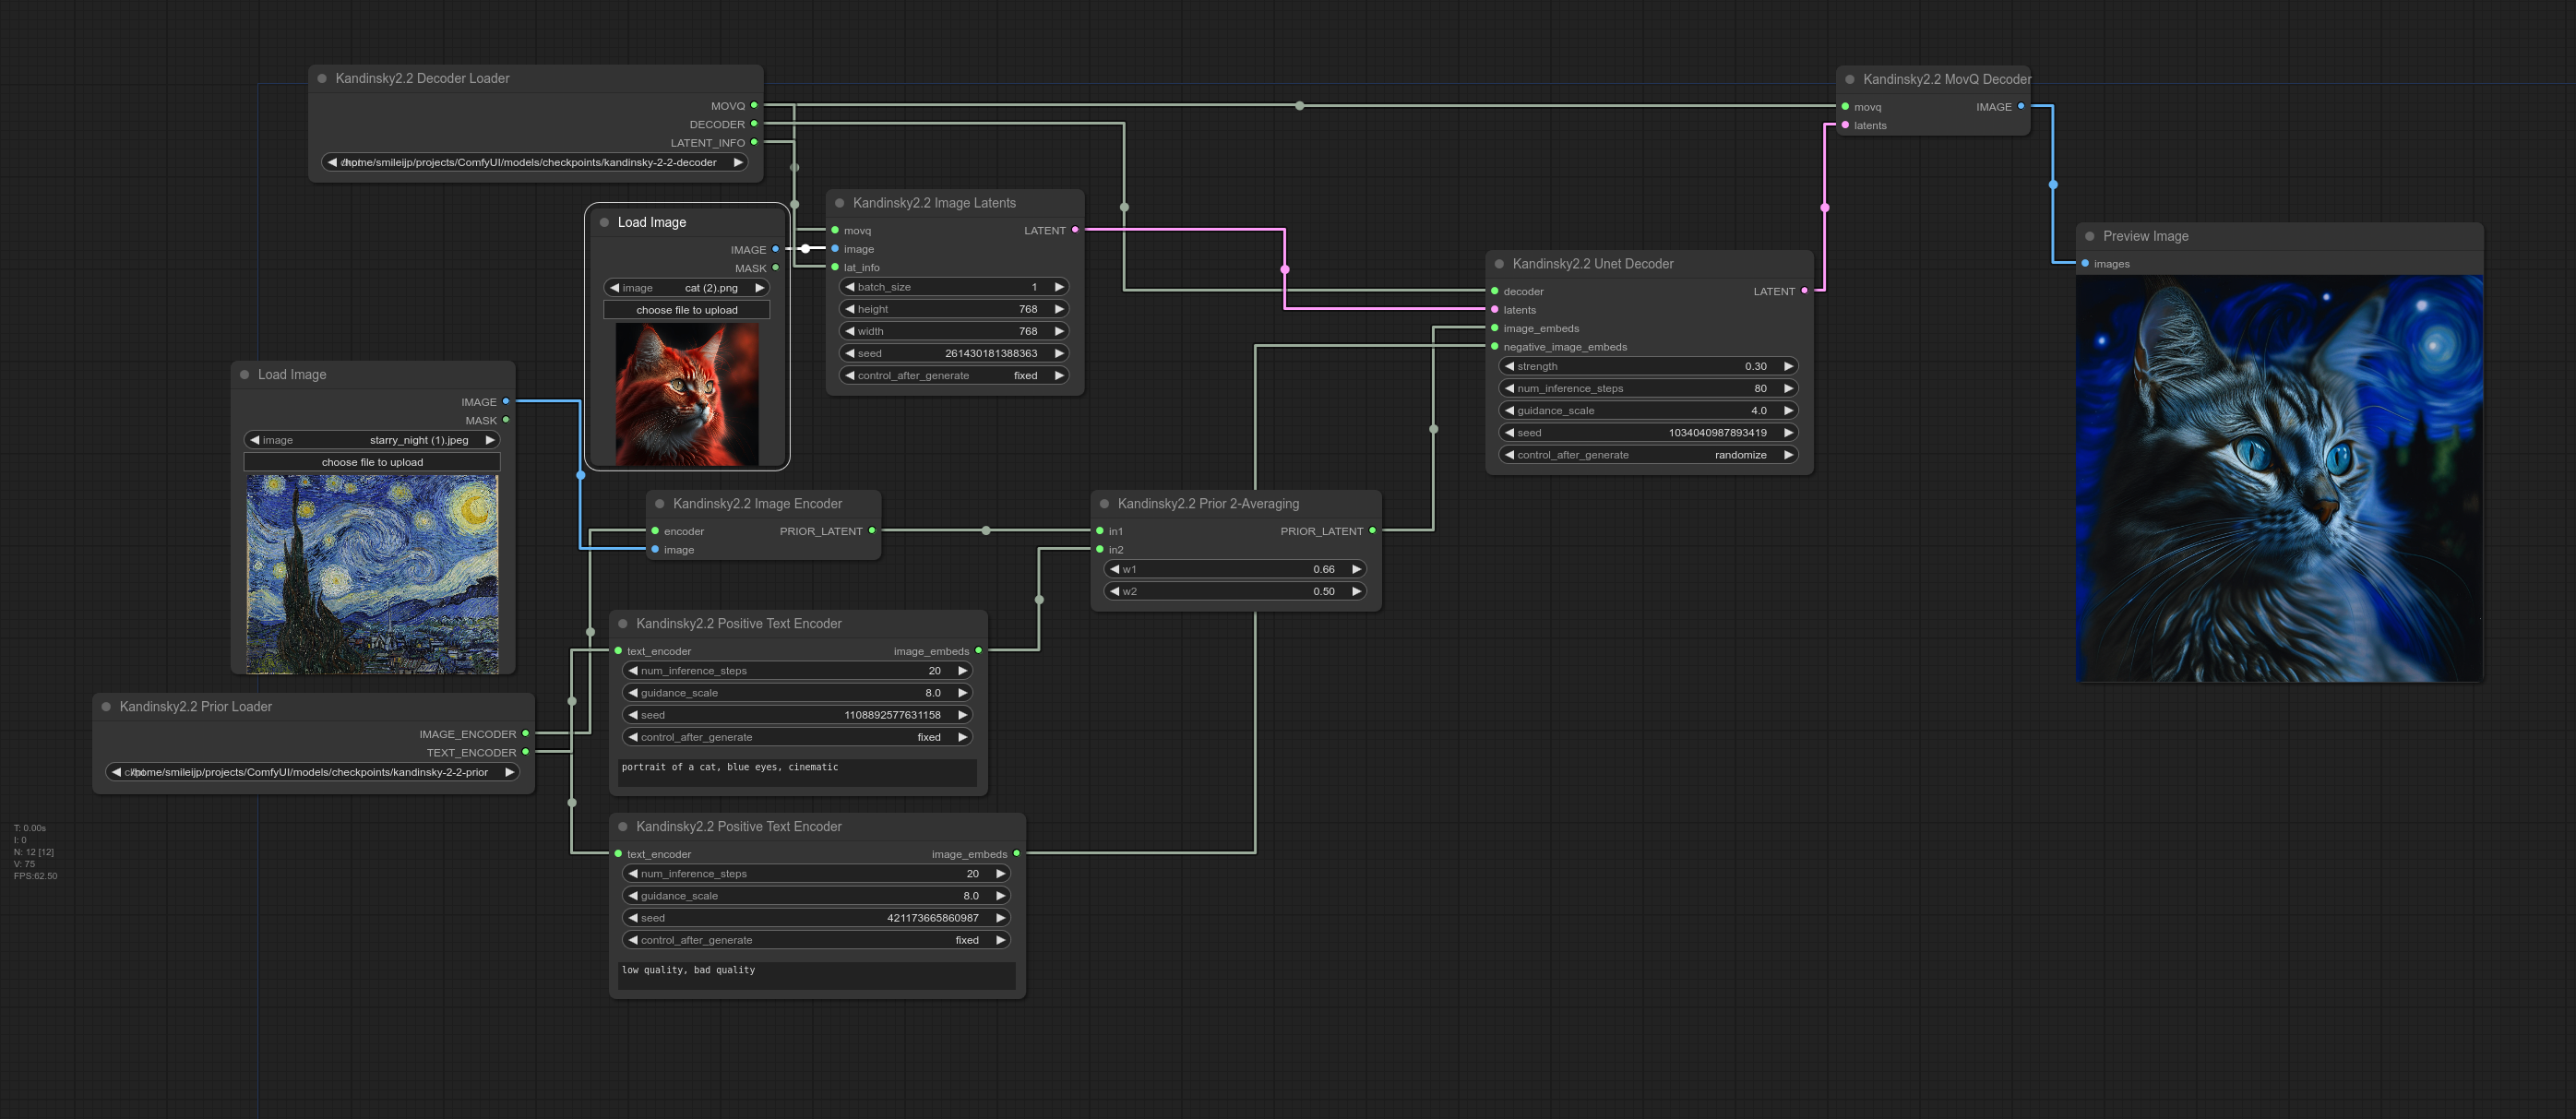 Kandinsky2.2 Decoder Loader
MOVQ
DECODER
LATENT_INFO
/home/smileijp/projects/ComfyUI/models/checkpoints/kandinsky-2-2-decoder
Load Image
IMAGE
MASK
image cat (2).png
choose file to upload
Kandinsky2.2 Image Latents
movq LATENT
image
lat_info
batch_size 1
height 768
width 768
seed 261430181388363
control_after_generate fixed
Load Image
IMAGE
MASK
image starry_night (1).jpeg
choose file to upload
Kandinsky2.2 Image Encoder
encoder PRIOR_LATENT
image
Kandinsky2.2 Prior 2-Averaging
in1 PRIOR_LATENT
in2
w1 0.66
w2 0.50
Kandinsky2.2 Positive Text Encoder
text_encoder image_embeds
num_inference_steps 20
guidance_scale 8.0
seed 1108892577631158
control_after_generate fixed
portrait of a cat, blue eyes, cinematic
Kandinsky2.2 Prior Loader
IMAGE_ENCODER
TEXT_ENCODER
/home/smileijp/projects/ComfyUI/models/checkpoints/kandinsky-2-2-prior
Kandinsky2.2 Positive Text Encoder
text_encoder image_embeds
num_inference_steps 20
guidance_scale 8.0
seed 421173665860987
control_after_generate fixed
low quality, bad quality
Kandinsky2.2 Unet Decoder
decoder LATENT
latents
image_embeds
negative_image_embeds
strength 0.30
num_inference_steps 80
guidance_scale 4.0
seed 1034040987893419
control_after_generate randomize
Kandinsky2.2 MovQ Decoder
movq IMAGE
latents
Preview Image
images
T: 0.00s
I: 0
N: 12 [12]
V: 75
FPS:62.50